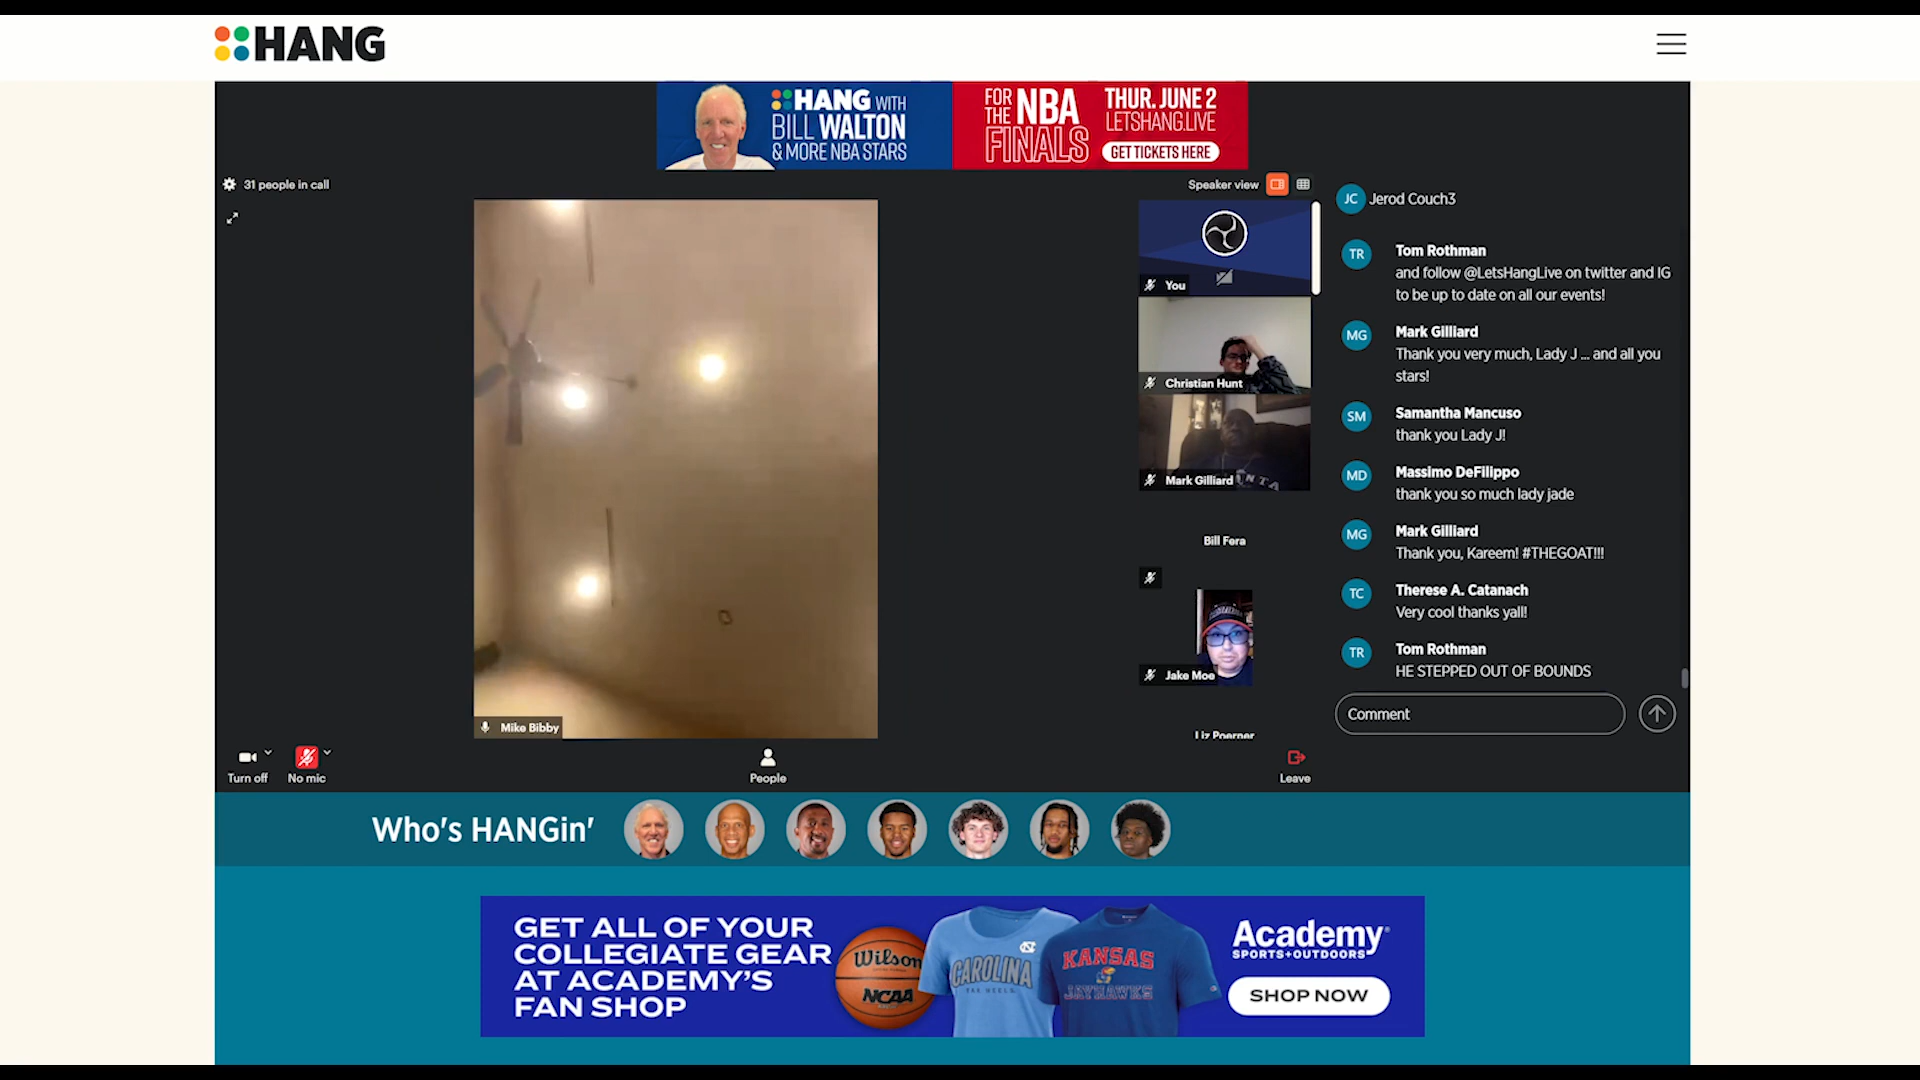 HANG
HANG WITH
BILL WALTON
& MORE NBA STARS
FOR THE NBA FINALS
THUR. JUNE 2
LETSHANG.LIVE
GET TICKETS HERE
31 people in call
Speaker view
You
Christian Hunt
Mark Gilliard
Bill Fera
Jake Moe
Liz Poerner
Mike Bibby
JC Jerod Couch3
TR Tom Rothman
and follow @LetsHangLive on twitter and IG
to be up to date on all our events!
MG Mark Gilliard
Thank you very much, Lady J ... and all you
stars!
SM Samantha Mancuso
thank you Lady J!
MD Massimo DeFilippo
thank you so much lady jade
MG Mark Gilliard
Thank you, Kareem! #THEGOAT!!!
TC Therese A. Catanach
Very cool thanks yall!
TR Tom Rothman
HE STEPPED OUT OF BOUNDS
Comment
Turn off
No mic
People
Leave
Who's HANGin'
GET ALL OF YOUR
COLLEGIATE GEAR
AT ACADEMY'S
FAN SHOP
Wilson
NCAA
CAROLINA
TAR HEELS
KANSAS
JAYHAWKS
Academy
SPORTS+OUTDOORS
SHOP NOW